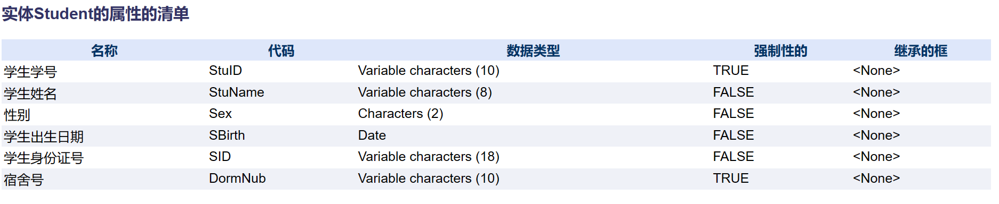 实体Student的属性的清单
名称 代码 数据类型 强制性的 继承的框
学生学号 StuID Variable characters (10) TRUE <None>
学生姓名 StuName Variable characters (8) FALSE <None>
性别 Sex Characters (2) FALSE <None>
学生出生日期 SBirth Date FALSE <None>
学生身份证号 SID Variable characters (18) FALSE <None>
宿舍号 DormNub Variable characters (10) TRUE <None>